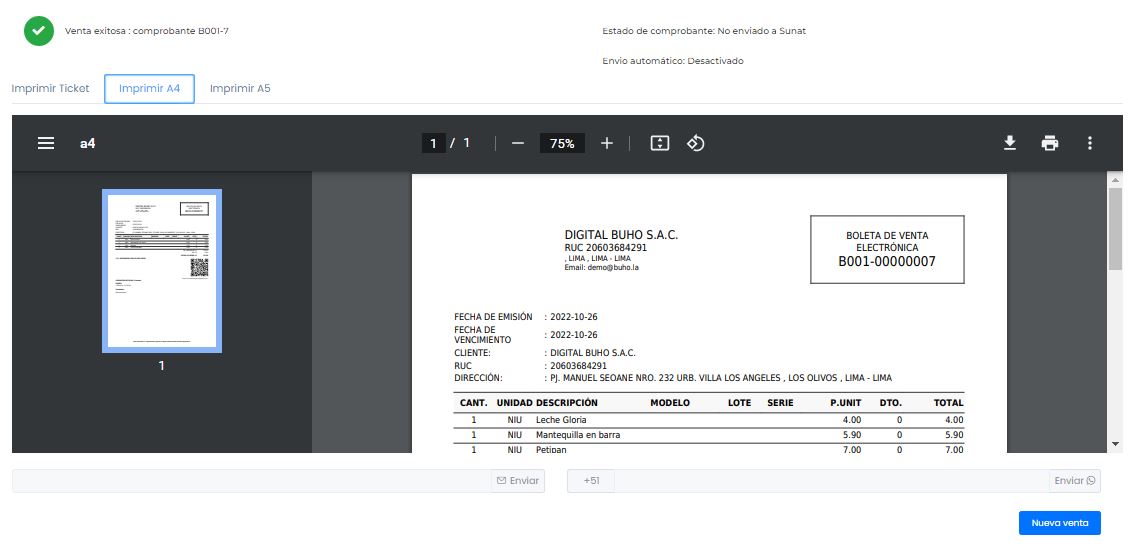 Venta exitosa : comprobante B001-7
Estado de comprobante: No enviado a Sunat
Envio automático: Desactivado
Imprimir Ticket Imprimir A4 Imprimir A5
a4 1 / 1 75%
DIGITAL BUHO S.A.C.
RUC 20603684291
, LIMA , LIMA - LIMA
Email: demo@buho.la
BOLETA DE VENTA
ELECTRÓNICA
B001-00000007
1
FECHA DE EMISIÓN : 2022-10-26
FECHA DE
VENCIMIENTO : 2022-10-26
CLIENTE: : DIGITAL BUHO S.A.C.
RUC : 20603684291
DIRECCIÓN: : PJ. MANUEL SEOANE NRO. 232 URB. VILLA LOS ANGELES , LOS OLIVOS , LIMA - LIMA
CANT. UNIDAD DESCRIPCIÓN MODELO LOTE SERIE P.UNIT DTO. TOTAL
1 NIU Leche Gloria 4.00 0 4.00
1 NIU Mantequilla en barra 5.90 0 5.90
1 NIU Petipan 7.00 0 7.00
Enviar +51 Enviar
Nueva venta